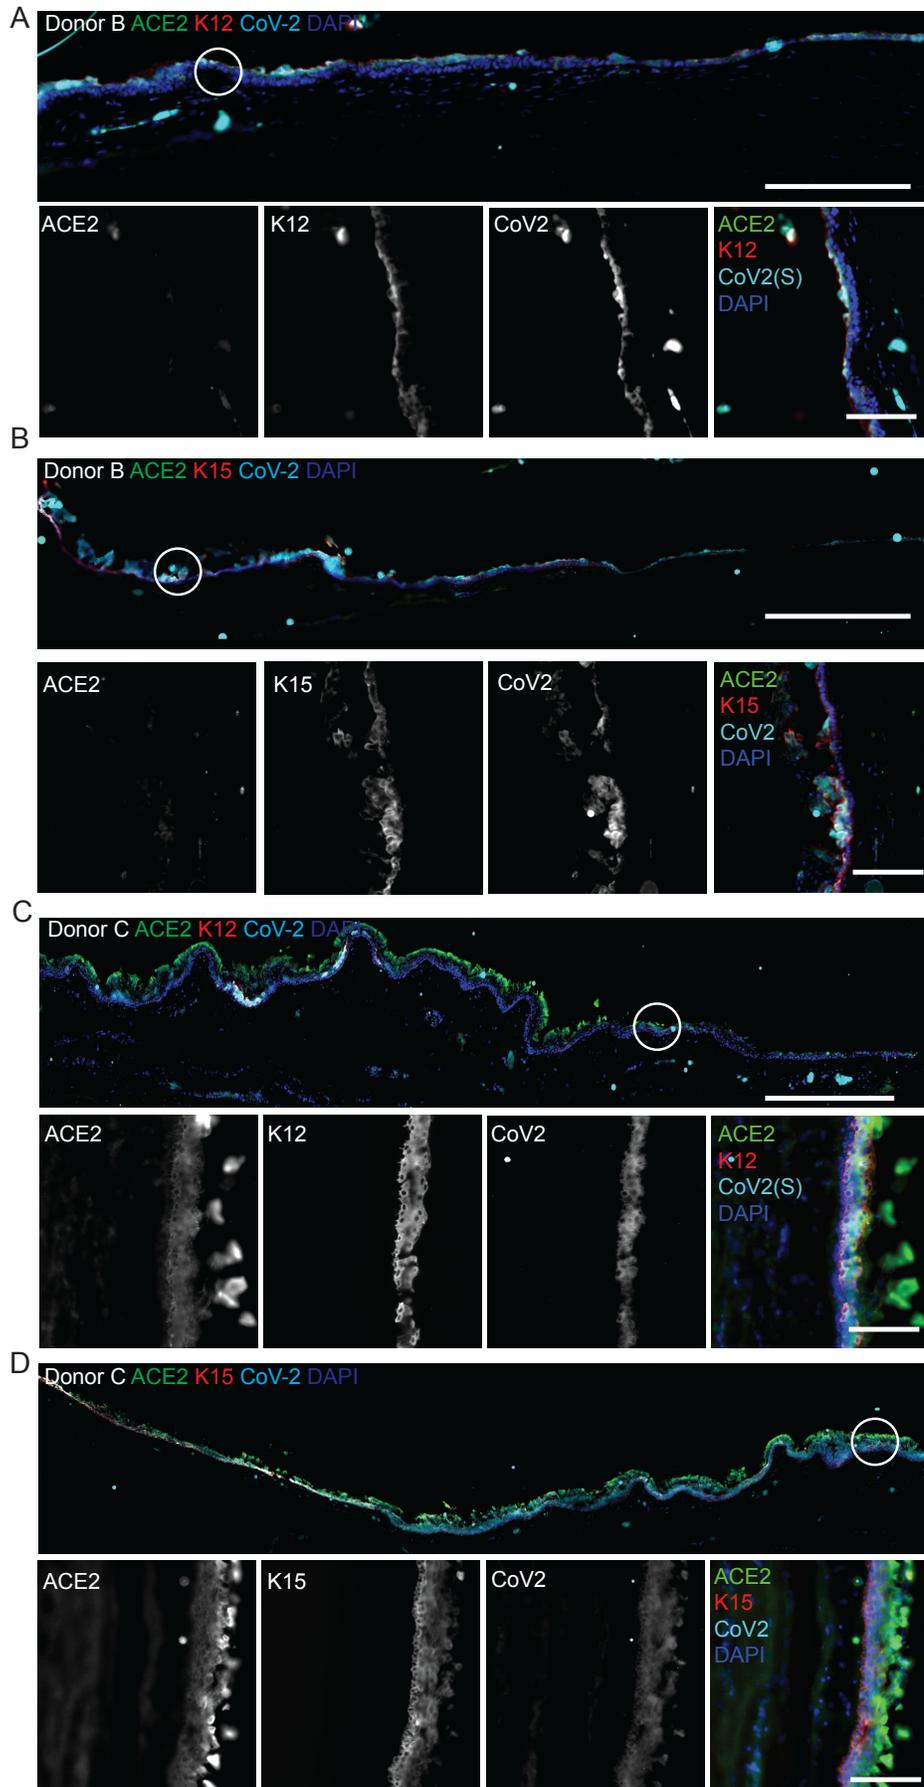 A
Donor B ACE2 K12 CoV-2 DAPI
ACE2
K12
CoV2
ACE2
K12
CoV2(S)
DAPI
B
Donor B ACE2 K15 CoV-2 DAPI
ACE2
K15
CoV2
ACE2
K15
CoV2
DAPI
C
Donor C ACE2 K12 CoV-2 DAPI
ACE2
K12
CoV2
ACE2
K12
CoV2(S)
DAPI
D
Donor C ACE2 K15 CoV-2 DAPI
ACE2
K15
CoV2
ACE2
K15
CoV2
DAPI